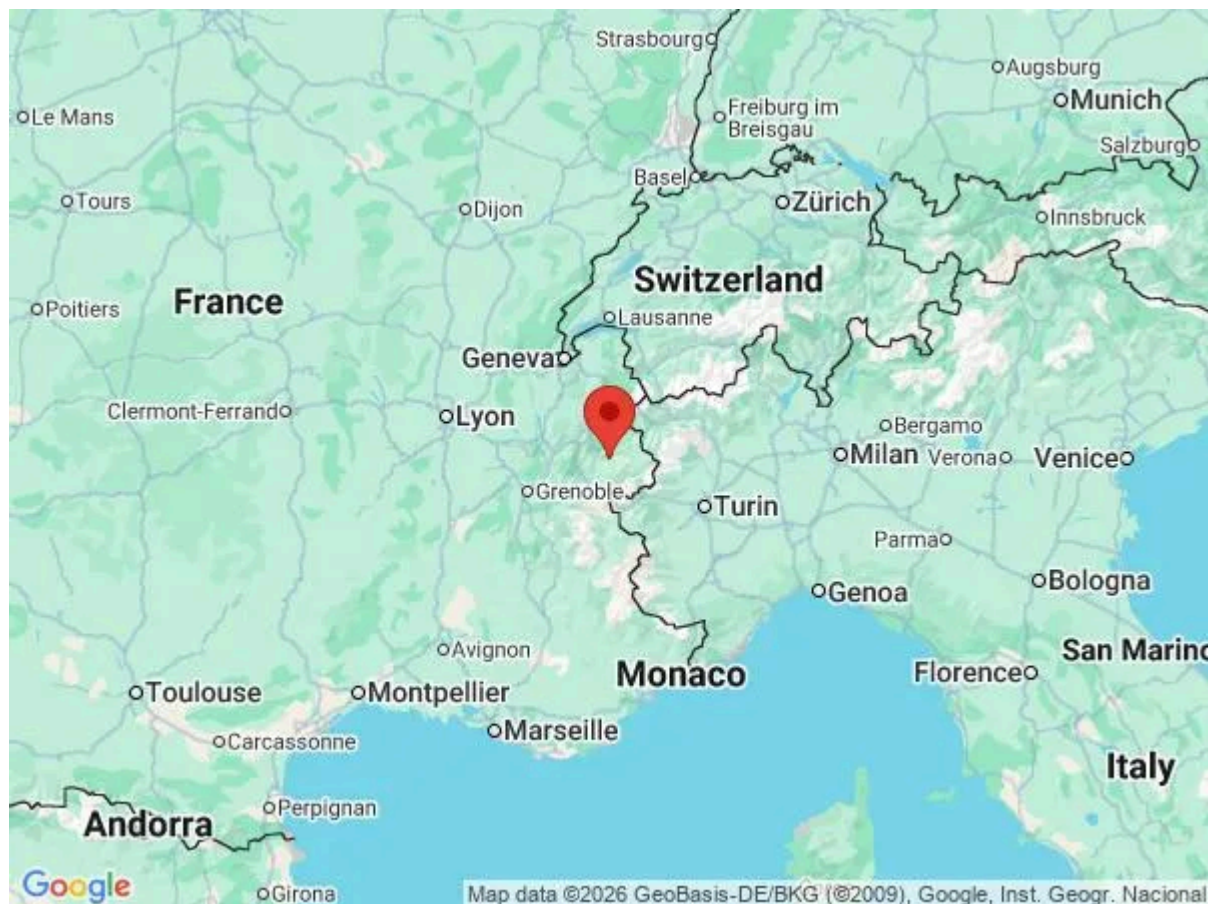 Strasbourg
Augsburg
Munich
Le Mans
Freiburg im
Breisgau
Salzburg
Basel
Zürich
Tours
Dijon
Innsbruck
Switzerland
France
Poitiers
Lausanne
Geneva
Clermont-Ferrand
Lyon
Bergamo
Milan
Verona
Venice
Grenoble
Turin
Parma
Bologna
Genoa
Avignon
San Marino
Monaco
Florence
Toulouse
Montpellier
Marseille
Carcassonne
Italy
Perpignan
Andorra
Google
Girona
Map data ©2026 GeoBasis-DE/BKG (©2009), Google, Inst. Geogr. Nacional